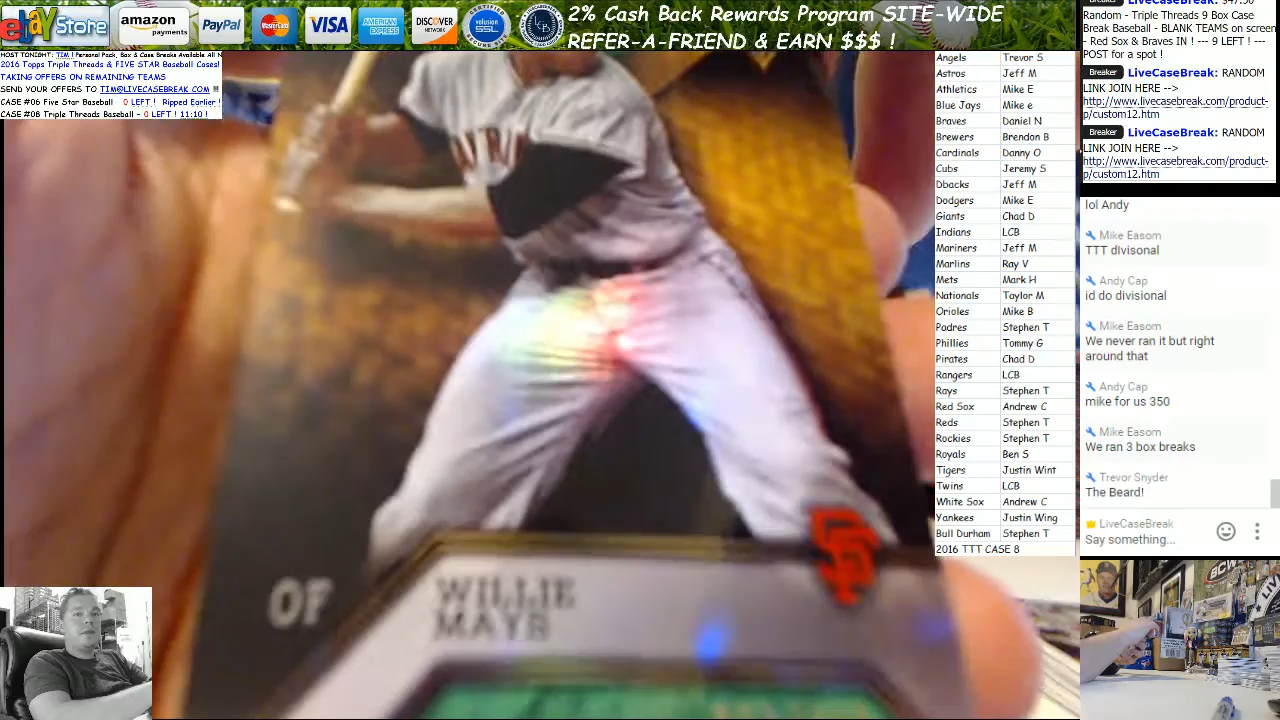 ebay Store
amazon
payments
PayPal
MasterCard
VISA
AMERICAN
EXPRESS
DISCOVER
NETWORK
volusion
SSL
LCB
2% Cash Back Rewards Program SITE-WIDE
REFER-A-FRIEND & EARN $$$ !
2016 Topps Triple Threads & FIVE STAR Baseball Cases!
TAKING OFFERS ON REMAINING TEAMS
SEND YOUR OFFERS TO TIM@LIVECASEBREAK.COM !!!
CASE #06 Five Star Baseball 0 LEFT ! Ripped Earlier !
CASE #08 Triple Threads Baseball - 0 LEFT ! 11:10 !
OF
WILLIE
MAYS
SF
Angels Trevor S
Astros Jeff M
Athletics Mike E
Blue Jays Mike e
Braves Daniel N
Brewers Brendon B
Cardinals Danny O
Cubs Jeremy S
Dbacks Jeff M
Dodgers Mike E
Giants Chad D
Indians LCB
Mariners Jeff M
Marlins Ray V
Mets Mark H
Nationals Taylor M
Orioles Mike B
Padres Stephen T
Phillies Tommy G
Pirates Chad D
Rangers LCB
Rays Stephen T
Red Sox Andrew C
Reds Stephen T
Rockies Stephen T
Royals Ben S
Tigers Justin Wint
Twins LCB
White Sox Andrew C
Yankees Justin Wing
Bull Durham Stephen T
2016 TTT CASE 8
Random - Triple Threads 9 Box Case
Break Baseball - BLANK TEAMS on screen
- Red Sox & Braves IN ! --- 9 LEFT ! ---
POST for a spot !
Breaker LiveCaseBreak: RANDOM
LINK JOIN HERE -->
http://www.livecasebreak.com/product-
p/custom12.htm
Breaker LiveCaseBreak: RANDOM
LINK JOIN HERE -->
http://www.livecasebreak.com/product-
p/custom12.htm
lol Andy
Mike Easom
TTT dIvisonal
Andy Cap
id do divisional
Mike Easom
We never ran it but right
around that
Andy Cap
mike for us 350
Mike Easom
We ran 3 box breaks
Trevor Snyder
The Beard!
LiveCaseBreak
Say something...